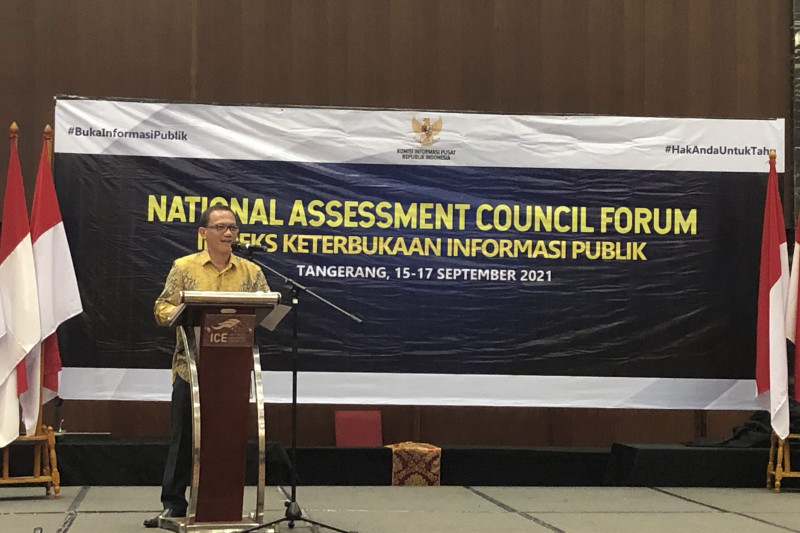 #BukaInformasiPublik
KOMISI INFORMASI PUSAT
REPUBLIK INDONESIA
#HakAndaUntukTahu
NATIONAL ASSESSMENT COUNCIL FORUM
KETERBUKAAN INFORMASI PUBLIK
TANGERANG, 15-17 SEPTEMBER 2021
ICE